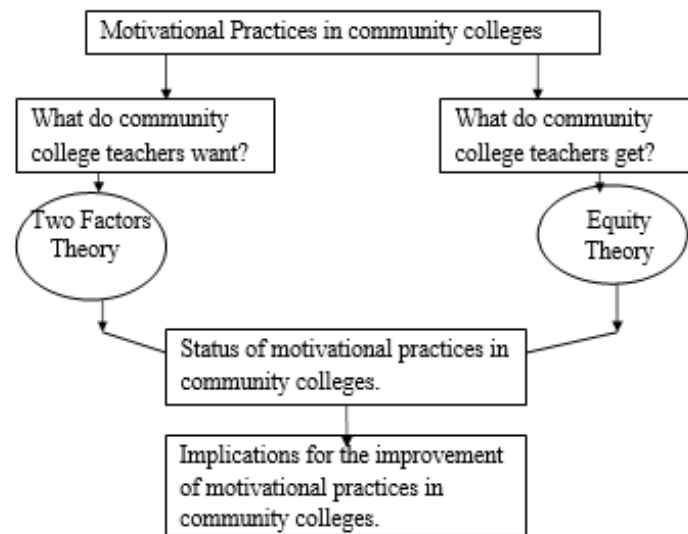 Motivational Practices in community colleges
What do community
college teachers want?
What do community
college teachers get?
Two Factors
Theory
Equity
Theory
Status of motivational practices in
community colleges.
Implications for the improvement
of motivational practices in
community colleges.